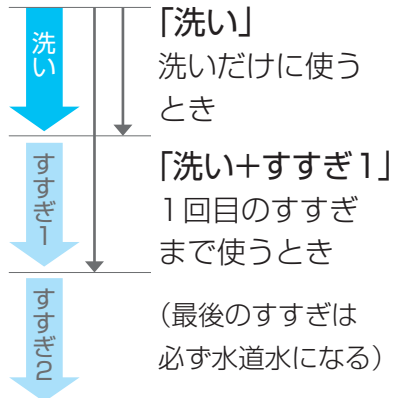 洗い
「洗い」
洗いだけに使う
とき
すすぎ1
「洗い+すすぎ1」
1回目のすすぎ
まで使うとき
すすぎ2
（最後のすすぎは
必ず水道水になる）